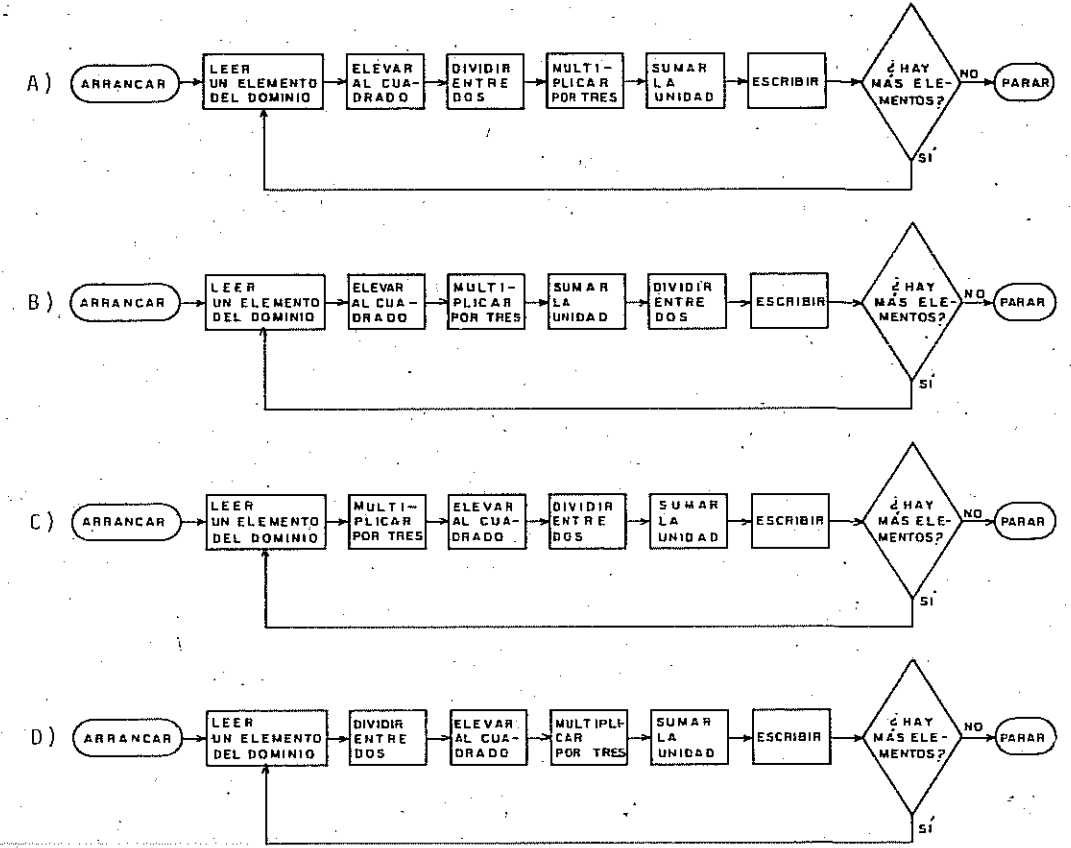 A)
ARRANCAR
LEER
UN ELEMENTO
DEL DOMINIO
ELEVAR
AL CUA-
DRADO
DIVIDIR
ENTRE
DOS
MULTI-
PLICAR
POR TRES
SUMAR
LA
UNIDAD
ESCRIBIR
¿HAY
MÁS ELE-
MENTOS?
NO
PARAR
SÍ
B)
ARRANCAR
LEER
UN ELEMENTO
DEL DOMINIO
ELEVAR
AL CUA-
DRADO
MULTI-
PLICAR
POR TRES
SUMAR
LA
UNIDAD
DIVIDIR
ENTRE
DOS
ESCRIBIR
¿HAY
MÁS ELE-
MENTOS?
NO
PARAR
SÍ
C)
ARRANCAR
LEER
UN ELEMENTO
DEL DOMINIO
MULTI-
PLICAR
POR TRES
ELEVAR
AL CUA-
DRADO
DIVIDIR
ENTRE
DOS
SUMAR
LA
UNIDAD
ESCRIBIR
¿HAY
MÁS ELE-
MENTOS?
NO
PARAR
SÍ
D)
ARRANCAR
LEER
UN ELEMENTO
DEL DOMINIO
DIVIDIR
ENTRE
DOS
ELEVAR
AL CUA-
DRADO
MULTIPLI-
CAR
POR TRES
SUMAR
LA
UNIDAD
ESCRIBIR
¿HAY
MÁS ELE-
MENTOS?
NO
PARAR
SÍ